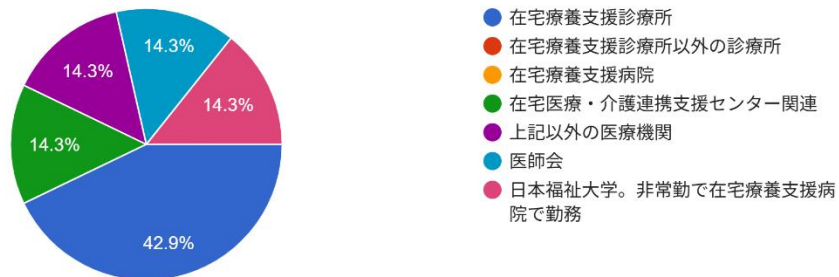 14.3%
14.3%
14.3%
14.3%
42.9%
在宅療養支援診療所
在宅療養支援診療所以外の診療所
在宅療養支援病院
在宅医療・介護連携支援センター関連
上記以外の医療機関
医師会
日本福祉大学。非常勤で在宅療養支援病
院で勤務